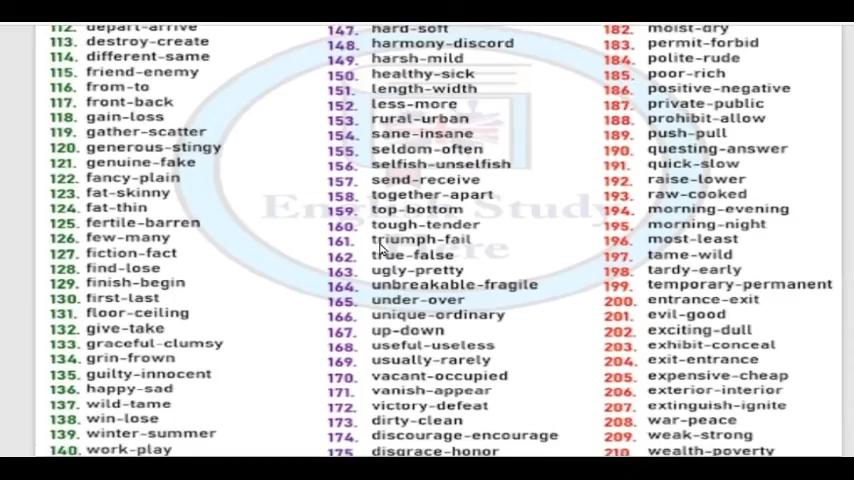 112. depart-arrive
113. destroy-create
114. different-same
115. friend-enemy
116. from-to
117. front-back
118. gain-loss
119. gather-scatter
120. generous-stingy
121. genuine-fake
122. fancy-plain
123. fat-skinny
124. fat-thin
125. fertile-barren
126. few-many
127. fiction-fact
128. find-lose
129. finish-begin
130. first-last
131. floor-ceiling
132. give-take
133. graceful-clumsy
134. grin-frown
135. guilty-innocent
136. happy-sad
137. wild-tame
138. win-lose
139. winter-summer
140. work-play
147. hard-soft
148. harmony-discord
149. harsh-mild
150. healthy-sick
151. length-width
152. less-more
153. rural-urban
154. sane-insane
155. seldom-often
156. selfish-unselfish
157. send-receive
158. together-apart
159. top-bottom
160. tough-tender
161. triumph-fail
162. true-false
163. ugly-pretty
164. unbreakable-fragile
165. under-over
166. unique-ordinary
167. up-down
168. useful-useless
169. usually-rarely
170. vacant-occupied
171. vanish-appear
172. victory-defeat
173. dirty-clean
174. discourage-encourage
175 disgrace-honor
182. moist-dry
183. permit-forbid
184. polite-rude
185. poor-rich
186. positive-negative
187. private-public
188. prohibit-allow
189. push-pull
190. questing-answer
191. quick-slow
192. raise-lower
193. raw-cooked
194. morning-evening
195. morning-night
196. most-least
197. tame-wild
198. tardy-early
199. temporary-permanent
200. entrance-exit
201. evil-good
202. exciting-dull
203. exhibit-conceal
204. exit-entrance
205. expensive-cheap
206. exterior-interior
207. extinguish-ignite
208. war-peace
209. weak-strong
210 wealth-poverty
English Study
Here